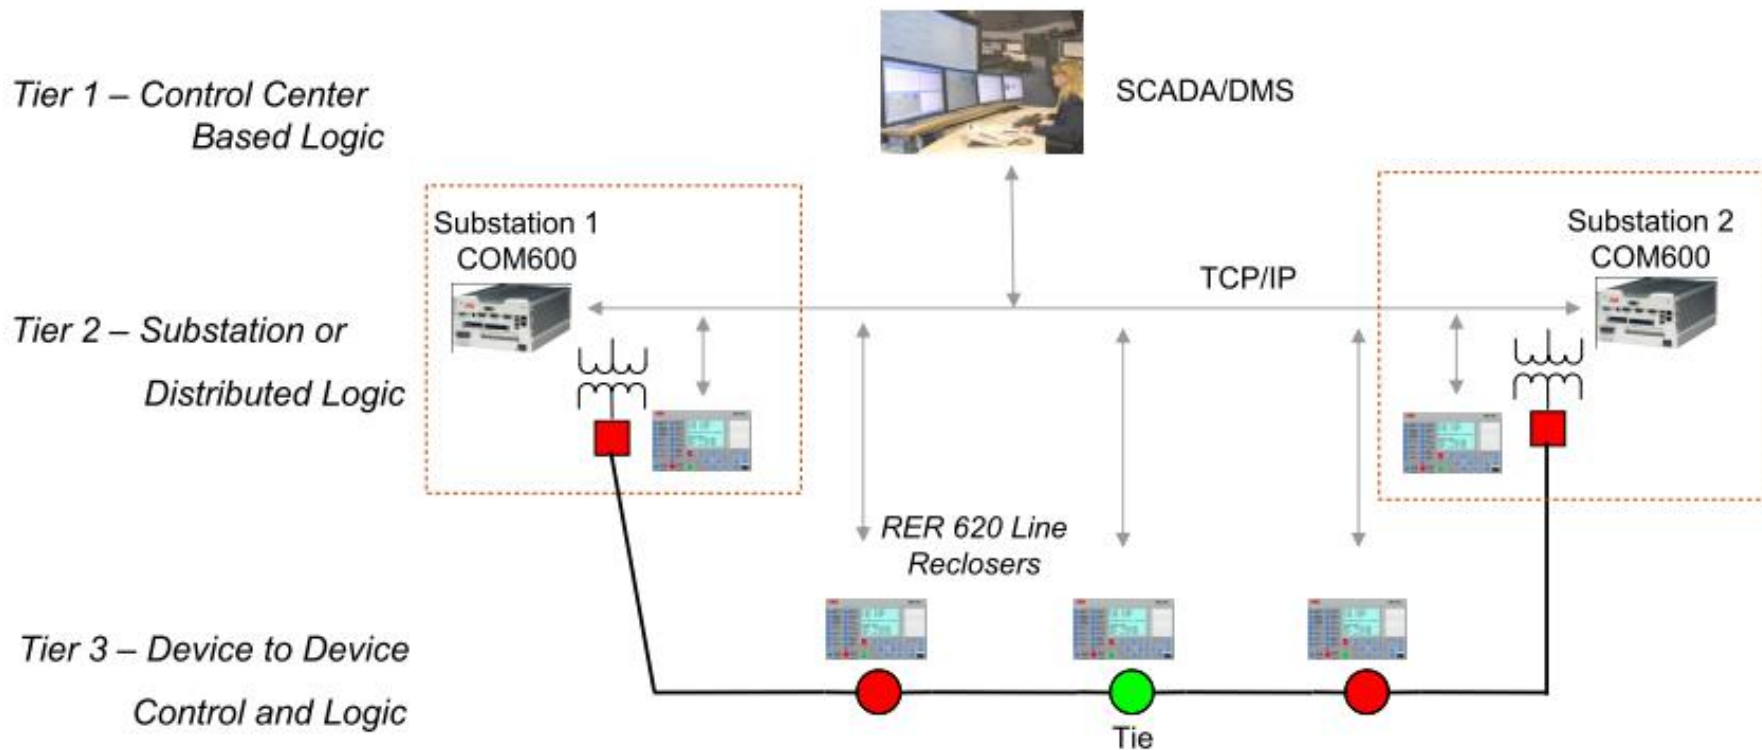 Tier 1 – Control Center
Based Logic
SCADA/DMS
Substation 1
COM600
Substation 2
COM600
TCP/IP
Tier 2 – Substation or
Distributed Logic
RER 620 Line
Reclosers
Tier 3 – Device to Device
Control and Logic
Tie